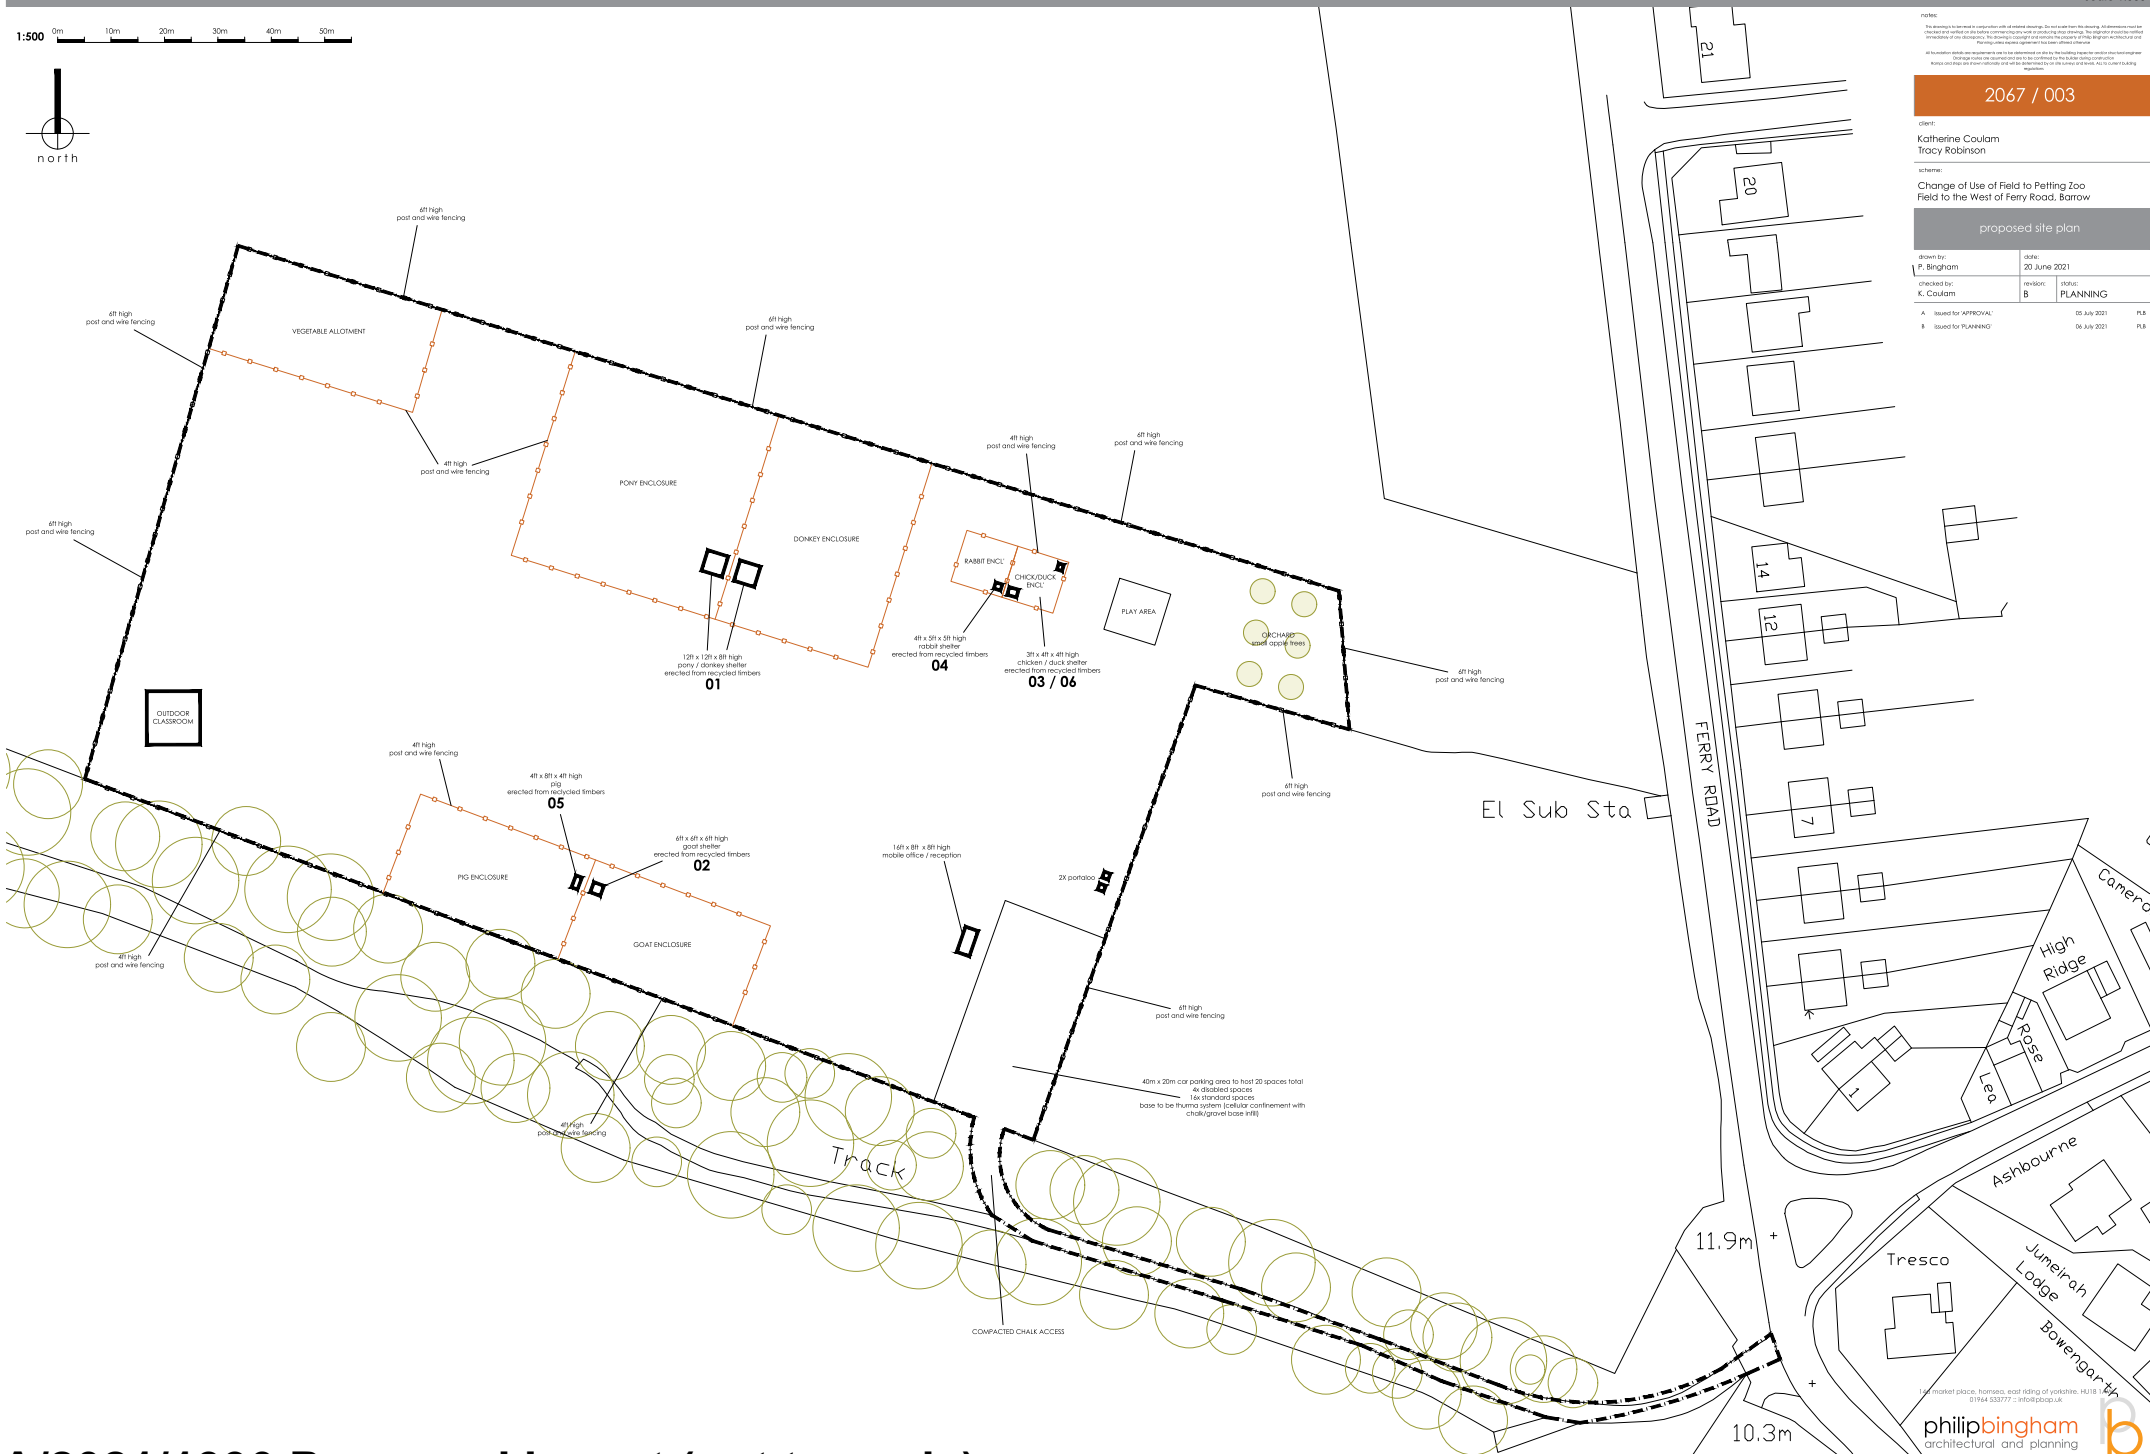 1:500
0m 10m 20m 30m 40m 50m
north
notes:
2067 / 003
client:
Katherine Coulam
Tracy Robinson
scheme:
Change of Use of Field to Petting Zoo
Field to the West of Ferry Road, Barrow
proposed site plan
drawn by:
P. Bingham
date:
20 June 2021
checked by:
K. Coulam
revision:
B
status:
PLANNING
A issued for 'APPROVAL' 05 July 2021 PLB
B issued for 'PLANNING' 06 July 2021 PLB
21
20
14
12
7
1
6ft high
post and wire fencing
6ft high
post and wire fencing
VEGETABLE ALLOTMENT
6ft high
post and wire fencing
4ft high
post and wire fencing
6ft high
post and wire fencing
PONY ENCLOSURE
DONKEY ENCLOSURE
4ft high
post and wire fencing
6ft high
post and wire fencing
RABBIT ENCL'
CHICK/DUCK
ENCL'
PLAY AREA
ORCHARD
small apple trees
12ft x 12ft x 8ft high
pony / donkey shelter
erected from recycled timbers
01
4ft x 5ft x 5ft high
rabbit shelter
erected from recycled timbers
04
3ft x 4ft x 4ft high
chicken / duck shelter
erected from recycled timbers
03 / 06
6ft high
post and wire fencing
OUTDOOR
CLASSROOM
4ft high
post and wire fencing
4ft x 8ft x 4ft high
pig
erected from recycled timbers
05
6ft x 6ft x 6ft high
goat shelter
erected from recycled timbers
02
16ft x 8ft x 8ft high
mobile office / reception
6ft high
post and wire fencing
El Sub Sta
FERRY ROAD
PIG ENCLOSURE
GOAT ENCLOSURE
2X portaloo
4ft high
post and wire fencing
6ft high
post and wire fencing
40m x 20m car parking area to host 20 spaces total
4x disabled spaces
16x standard spaces
base to be thurma system (cellular confinement with
chalk/gravel base infill)
4ft high
post and wire fencing
Track
COMPACTED CHALK ACCESS
High
Ridge
Rose
Lea
Ashbourne
11.9m
Tresco
Jumeirah
Lodge
Bowengarth
10.3m
01964 533777 :: info@pbap.uk
philipbingham
architectural and planning
pb